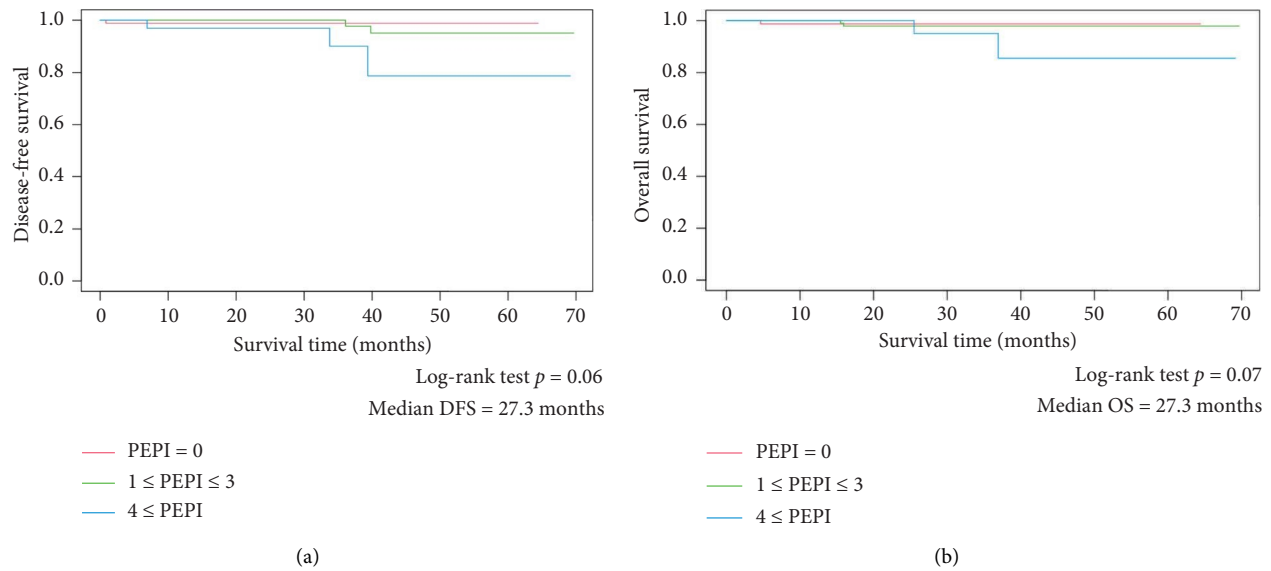 1.0
0.8
0.6
0.4
0.2
0.0
Disease-free survival
0 10 20 30 40 50 60 70
Survival time (months)
Log-rank test p = 0.06
Median DFS = 27.3 months
PEPI = 0
1 ≤ PEPI ≤ 3
4 ≤ PEPI
(a)
1.0
0.8
0.6
0.4
0.2
0.0
Overall survival
0 10 20 30 40 50 60 70
Survival time (months)
Log-rank test p = 0.07
Median OS = 27.3 months
PEPI = 0
1 ≤ PEPI ≤ 3
4 ≤ PEPI
(b)